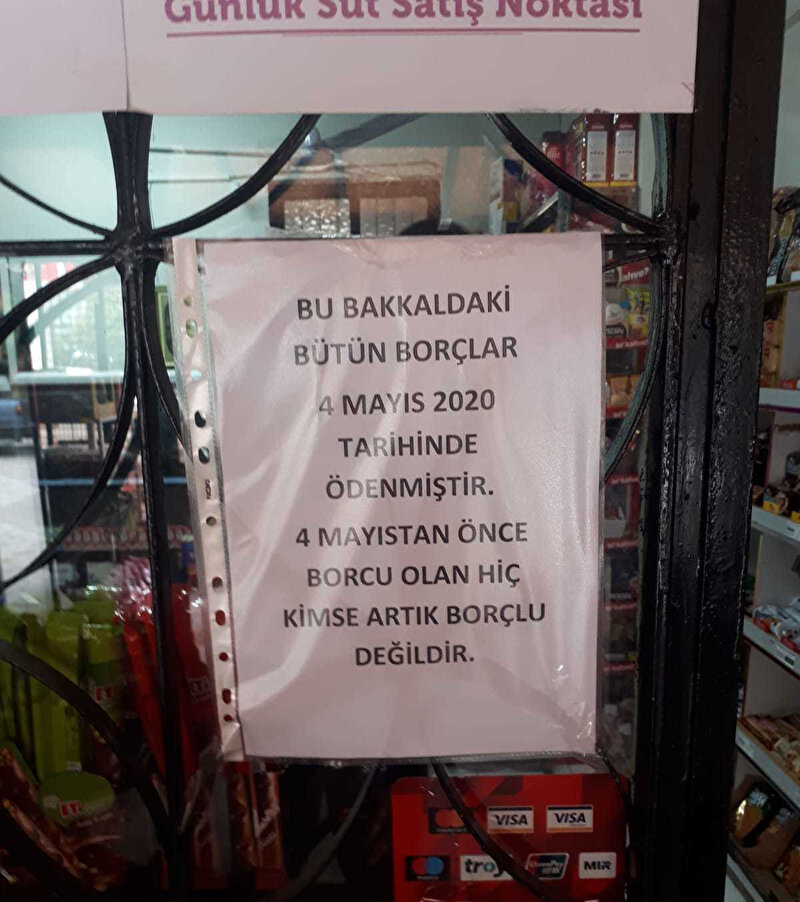 Günlük Süt Satış Noktası
BU BAKKALDAKİ
BÜTÜN BORÇLAR
4 MAYIS 2020
TARİHİNDE
ÖDENMİŞTİR.
4 MAYISTAN ÖNCE
BORCU OLAN HİÇ
KİMSE ARTIK BORÇLU
DEĞİLDİR.
VISA VISA
troy UnionPay MIR